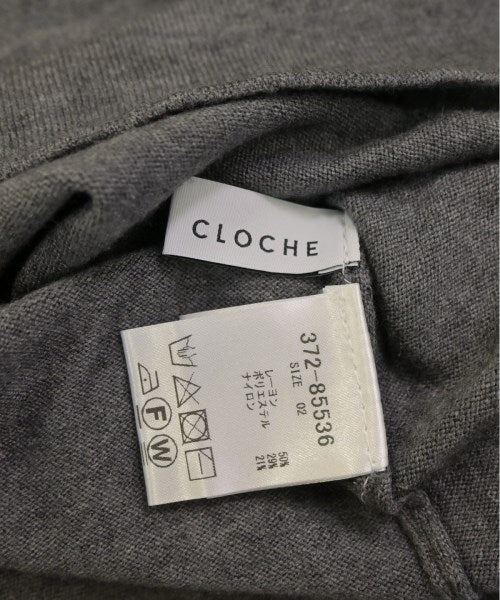 CLOCHE
372-85536
SIZE 02
レーヨン 50%
ポリエステル 29%
ナイロン 21%
F
W